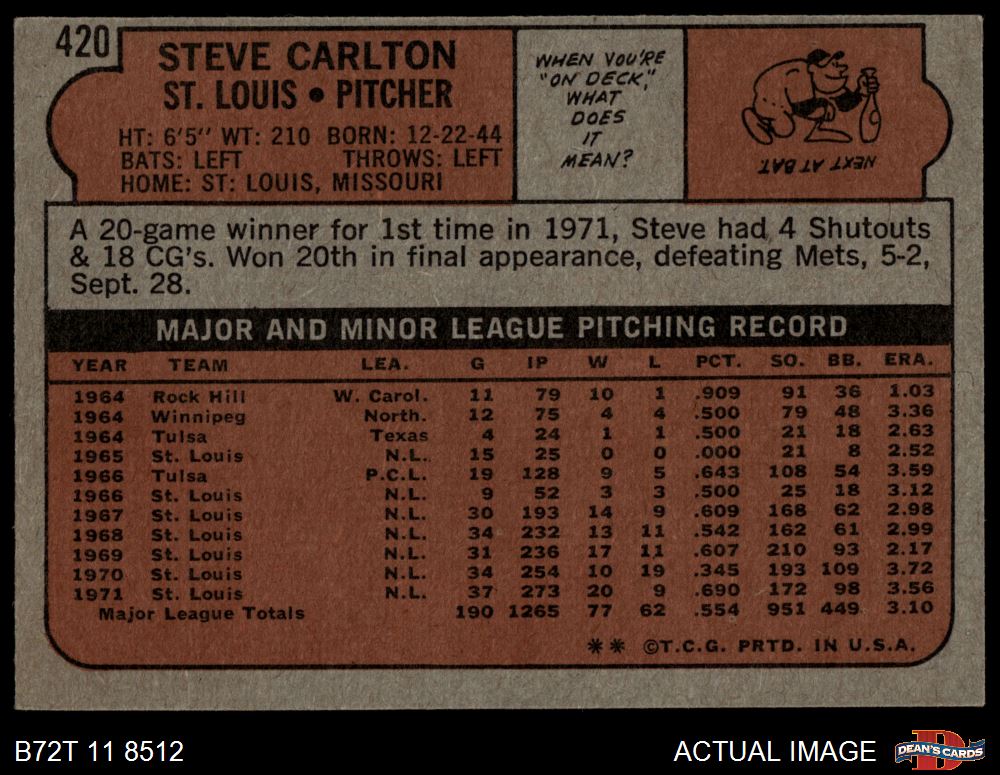 420
STEVE CARLTON
ST. LOUIS • PITCHER
HT: 6'5" WT: 210 BORN: 12-22-44
BATS: LEFT THROWS: LEFT
HOME: ST: LOUIS, MISSOURI
WHEN YOU'RE
"ON DECK,"
WHAT
DOES
IT
MEAN?
NEXT AT BAT.
A 20-game winner for 1st time in 1971, Steve had 4 Shutouts
& 18 CG's. Won 20th in final appearance, defeating Mets, 5-2,
Sept. 28.
MAJOR AND MINOR LEAGUE PITCHING RECORD
YEAR TEAM LEA. G IP W L PCT. SO. BB. ERA.
1964 Rock Hill W. Carol. 11 79 10 1 .909 91 36 1.03
1964 Winnipeg North. 12 75 4 4 .500 79 48 3.36
1964 Tulsa Texas 4 24 1 1 .500 21 18 2.63
1965 St. Louis N.L. 15 25 0 0 .000 21 8 2.52
1966 Tulsa P.C.L. 19 128 9 5 .643 108 54 3.59
1966 St. Louis N.L. 9 52 3 3 .500 25 18 3.12
1967 St. Louis N.L. 30 193 14 9 .609 168 62 2.98
1968 St. Louis N.L. 34 232 13 11 .542 162 61 2.99
1969 St. Louis N.L. 31 236 17 11 .607 210 93 2.17
1970 St. Louis N.L. 34 254 10 19 .345 193 109 3.72
1971 St. Louis N.L. 37 273 20 9 .690 172 98 3.56
Major League Totals 190 1265 77 62 .554 951 449 3.10
** ©T.C.G. PRTD. IN U.S.A.
B72T 11 8512 ACTUAL IMAGE
D
DEAN'S CARDS